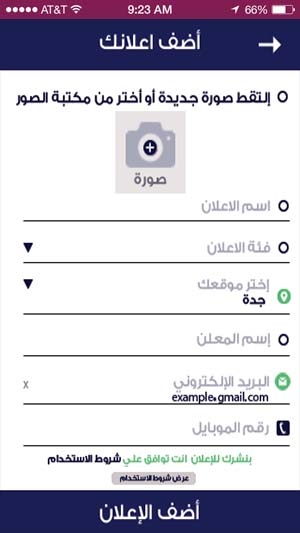 AT&T 9:23 AM 66%
أضف اعلانك
إلتقط صورة جديدة أو أختر من مكتبة الصور
صورة
اسم الاعلان
فئة الاعلان
إختر موقعك
جدة
إسم المعلن
البريد الإلكتروني
x
example.gmail.com
رقم الموبايل
بنشرك للإعلان انت توافق علي شروط الاستخدام
عرض شروط الاستخدام
أضف الإعلان